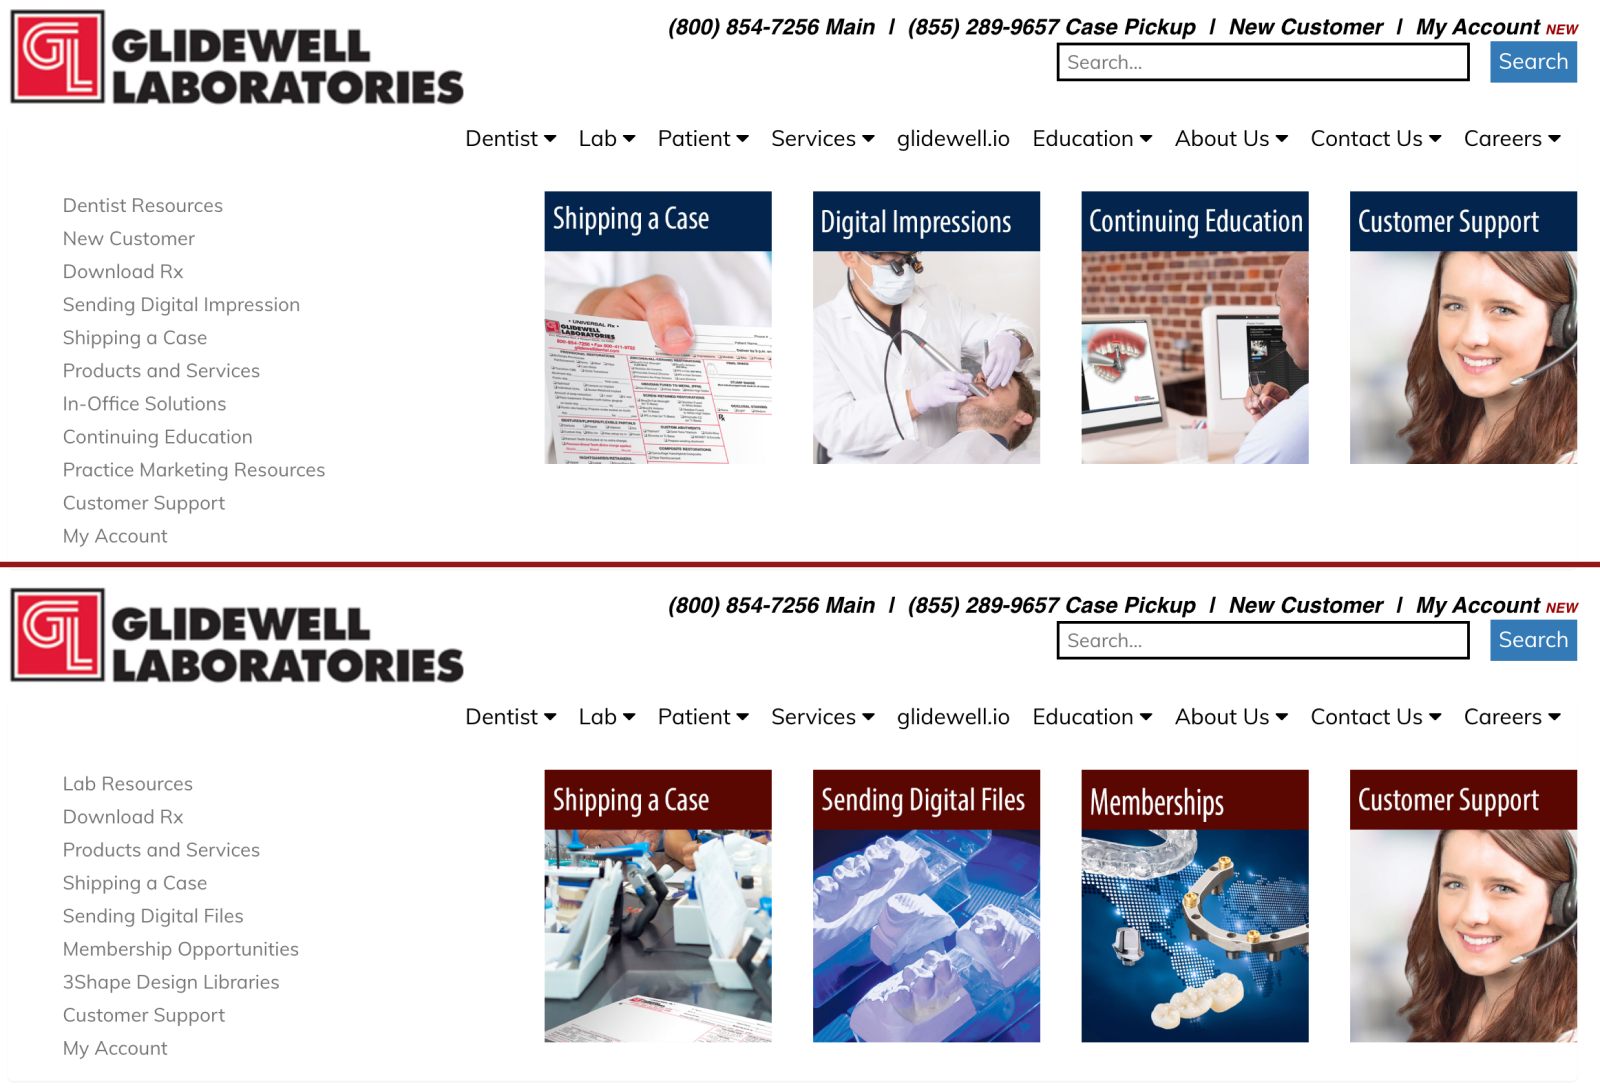 GLIDEWELL
LABORATORIES
(800) 854-7256 Main | (855) 289-9657 Case Pickup | New Customer | My Account NEW
Search...
Search
Dentist Lab Patient Services glidewell.io Education About Us Contact Us Careers
Dentist Resources
New Customer
Download Rx
Sending Digital Impression
Shipping a Case
Products and Services
In-Office Solutions
Continuing Education
Practice Marketing Resources
Customer Support
My Account
Shipping a Case
UNIVERSAL Rx
GLIDEWELL
LABORATORIES
Digital Impressions
Continuing Education
Customer Support
GLIDEWELL
LABORATORIES
(800) 854-7256 Main | (855) 289-9657 Case Pickup | New Customer | My Account NEW
Search...
Search
Dentist Lab Patient Services glidewell.io Education About Us Contact Us Careers
Lab Resources
Download Rx
Products and Services
Shipping a Case
Sending Digital Files
Membership Opportunities
3Shape Design Libraries
Customer Support
My Account
Shipping a Case
Sending Digital Files
Memberships
Customer Support